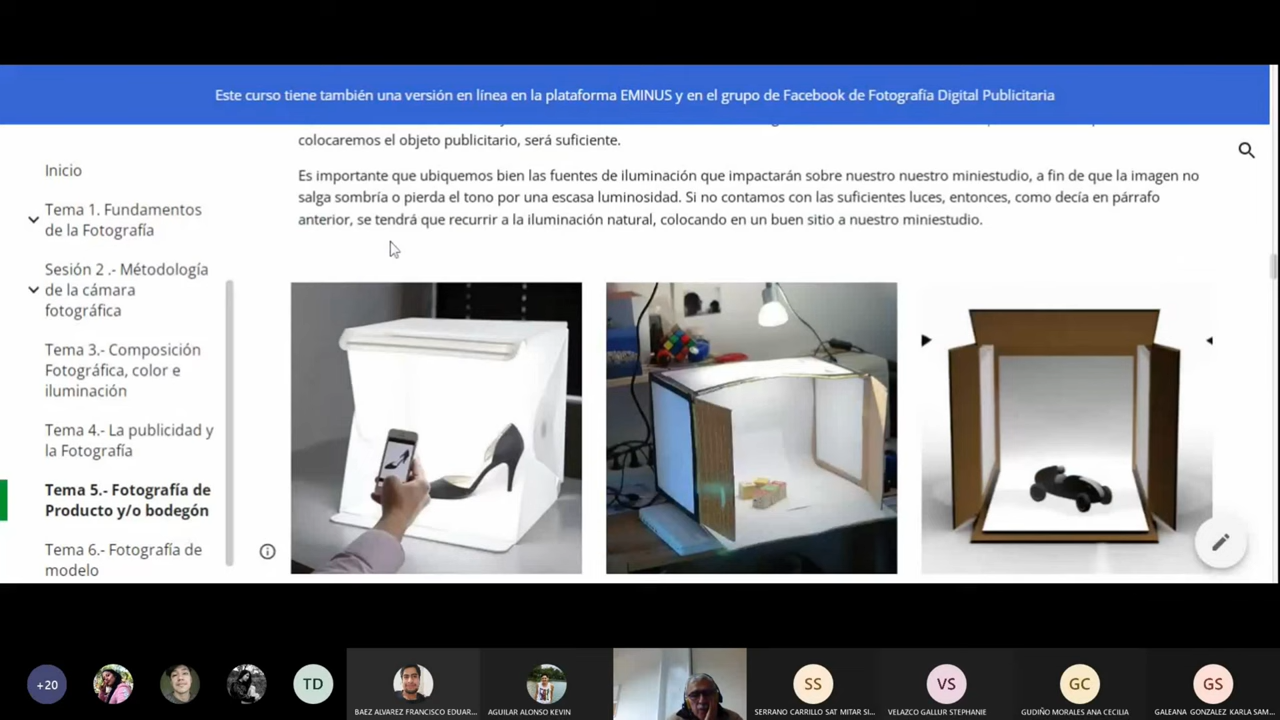 Este curso tiene también una versión en línea en la plataforma EMINUS y en el grupo de Facebook de Fotografía Digital Publicitaria
colocaremos el objeto publicitario, será suficiente.
Es importante que ubiquemos bien las fuentes de iluminación que impactarán sobre nuestro nuestro miniestudio, a fin de que la imagen no
salga sombría o pierda el tono por una escasa luminosidad. Si no contamos con las suficientes luces, entonces, como decía en párrafo
anterior, se tendrá que recurrir a la iluminación natural, colocando en un buen sitio a nuestro miniestudio.
Inicio
Tema 1. Fundamentos
de la Fotografía
Sesión 2 .- Métodología
de la cámara
fotográfica
Tema 3.- Composición
Fotográfica, color e
iluminación
Tema 4.- La publicidad y
la Fotografía
Tema 5.- Fotografía de
Producto y/o bodegón
Tema 6.- Fotografía de
modelo
+20
TD
SS
VS
GC
GS
BAEZ ALVAREZ FRANCISCO EDUAR...
AGUILAR ALONSO KEVIN
SERRANO CARRILLO SAT MITAR SI...
VELAZCO GALLUR STEPHANIE
GUDIÑO MORALES ANA CECILIA
GALEANA GONZALEZ KARLA SAM...